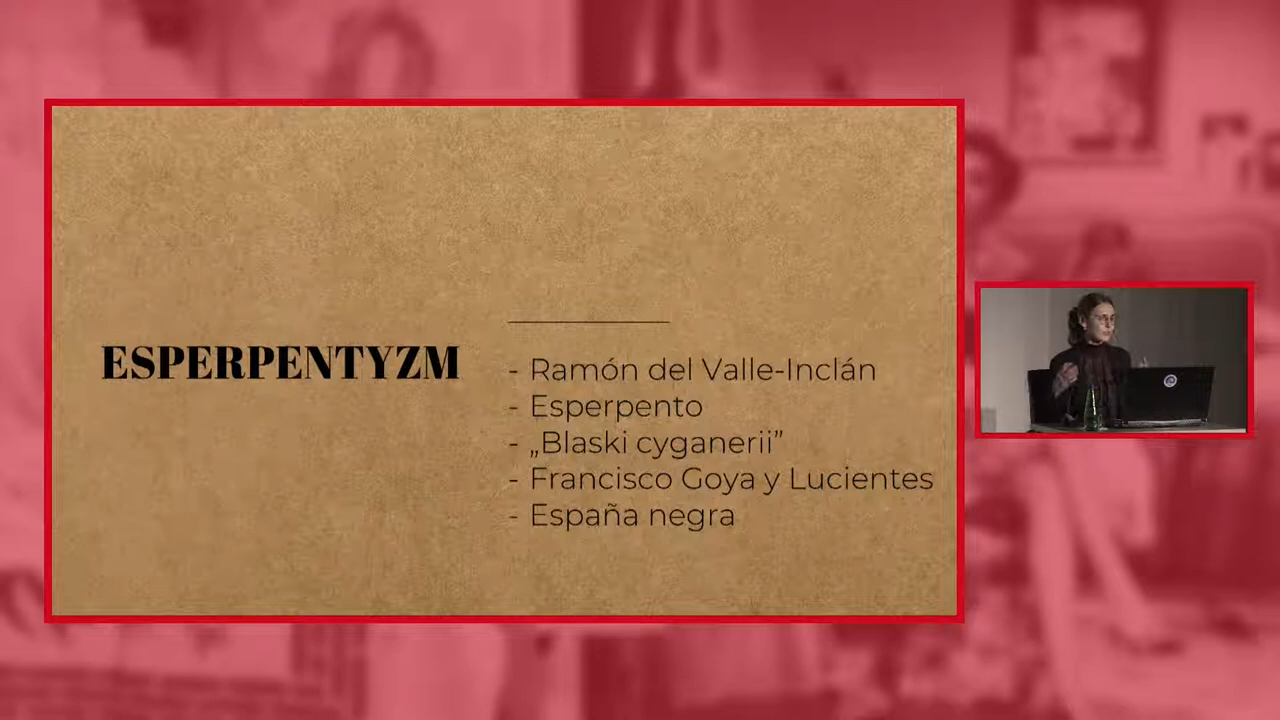 ESPERPENTYZM
- Ramón del Valle-Inclán
- Esperpento
- „Blaski cyganerii”
- Francisco Goya y Lucientes
- España negra